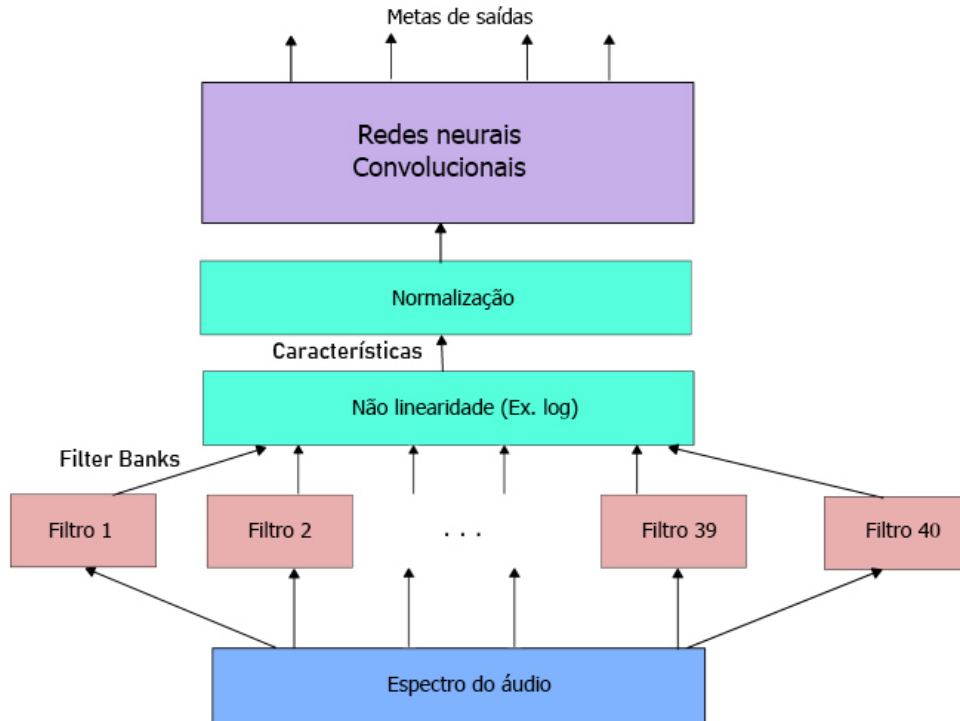 Metas de saídas
Redes neurais
Convolucionais
Normalização
Características
Não linearidade (Ex. log)
Filter Banks
Filtro 1
Filtro 2
. . .
Filtro 39
Filtro 40
Espectro do áudio